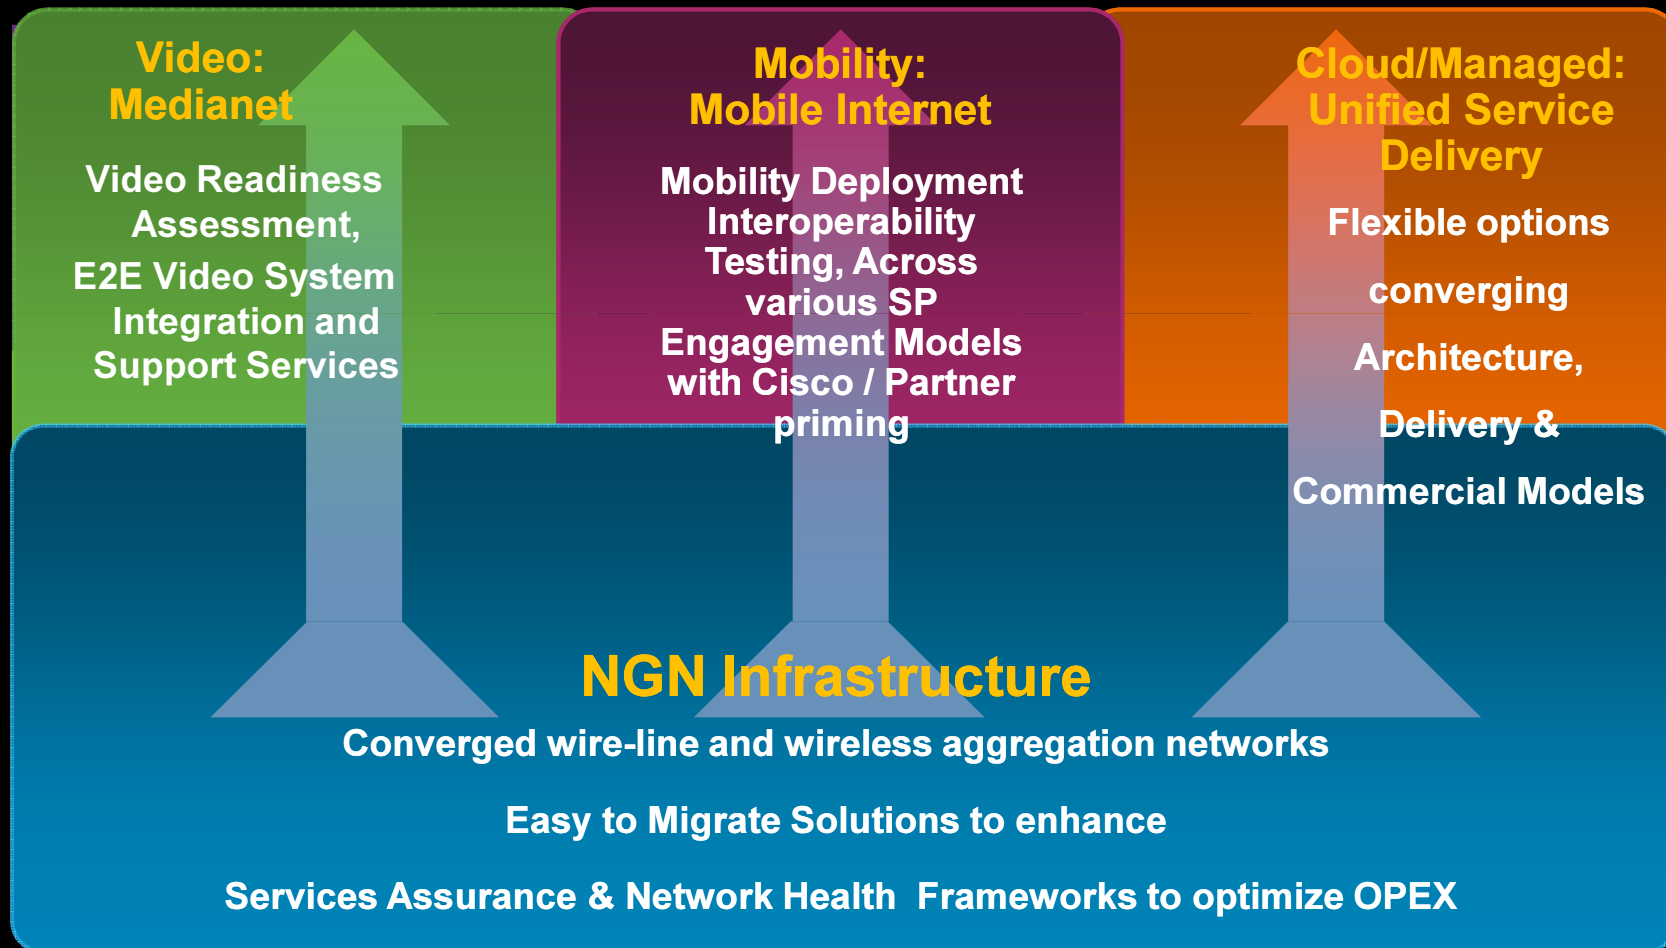 Video:
Medianet
Video Readiness
Assessment,
E2E Video System
Integration and
Support Services
Mobility:
Mobile Internet
Mobility Deployment
Interoperability
Testing, Across
various SP
Engagement Models
with Cisco / Partner
priming
Cloud/Managed:
Unified Service
Delivery
Flexible options
converging
Architecture,
Delivery &
Commercial Models
NGN Infrastructure
Converged wire-line and wireless aggregation networks
Easy to Migrate Solutions to enhance
Services Assurance & Network Health  Frameworks to optimize OPEX